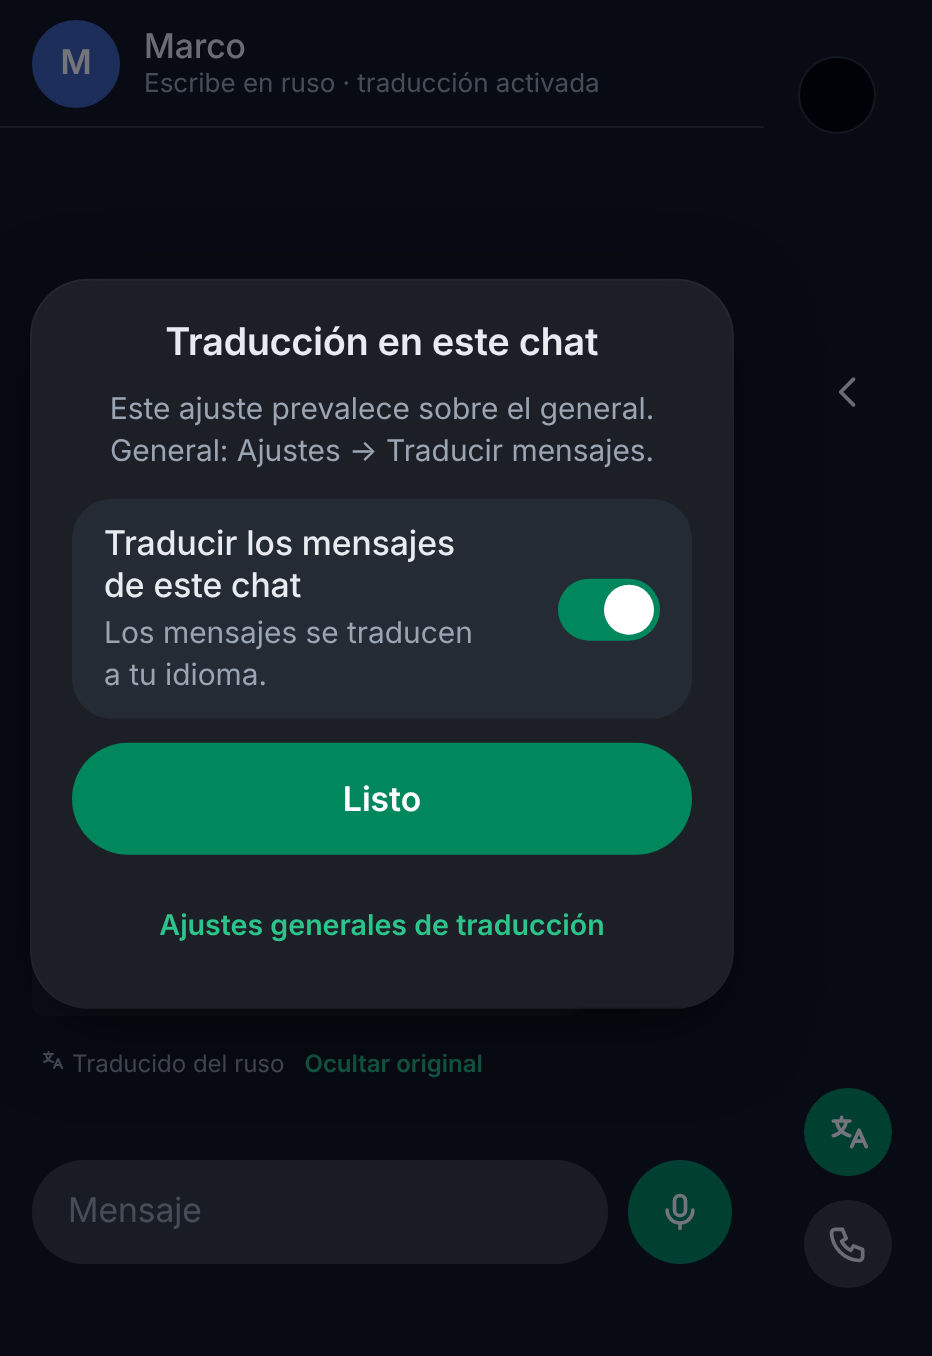 M
Marco
Escribe en ruso · traducción activada
Traducción en este chat
Este ajuste prevalece sobre el general.
General: Ajustes → Traducir mensajes.
Traducir los mensajes
de este chat
Los mensajes se traducen
a tu idioma.
Listo
Ajustes generales de traducción
Traducido del ruso Ocultar original
Mensaje